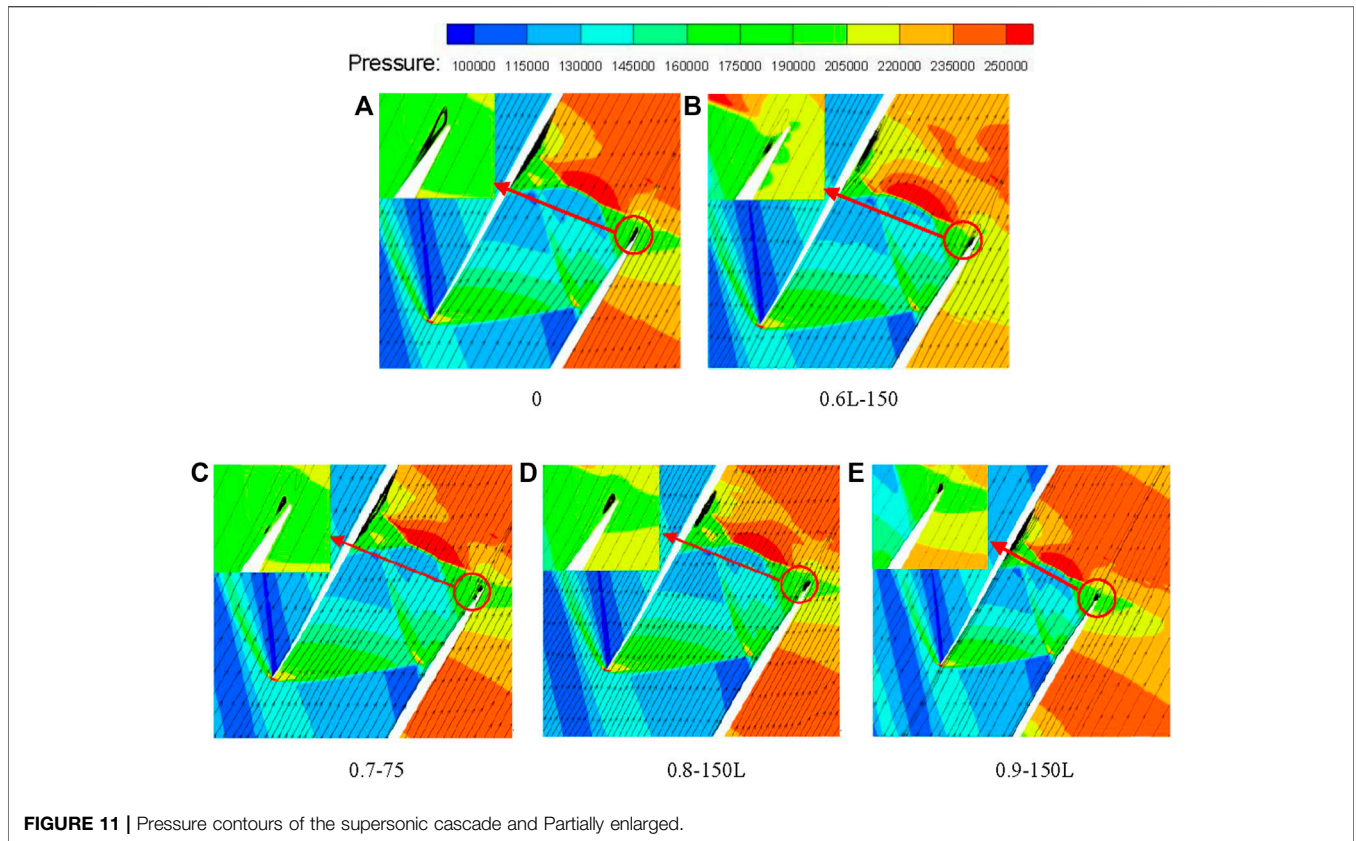 Pressure: 100000 115000 130000 145000 160000 175000 190000 205000 220000 235000 250000
A
B
0
0.6L-150
C
D
E
0.7-75
0.8-150L
0.9-150L
FIGURE 11 | Pressure contours of the supersonic cascade and Partially enlarged.